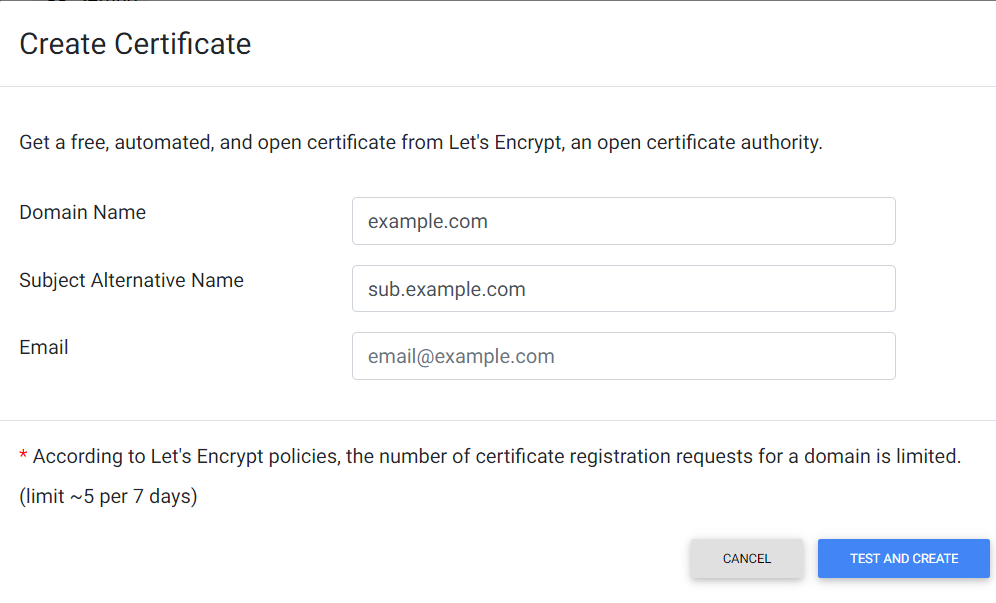 Create Certificate
Get a free, automated, and open certificate from Let's Encrypt, an open certificate authority.
Domain Name
example.com
Subject Alternative Name
sub.example.com
Email
email@example.com
* According to Let's Encrypt policies, the number of certificate registration requests for a domain is limited.
(limit ~5 per 7 days)
CANCEL
TEST AND CREATE